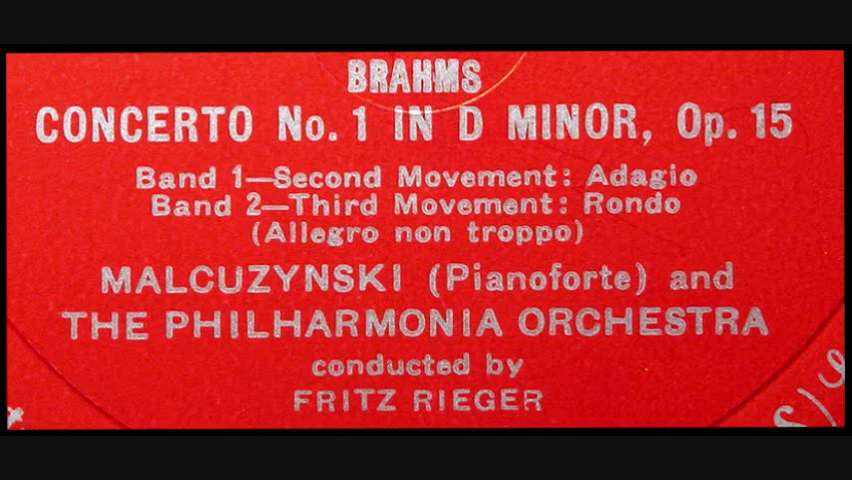 BRAHMS
CONCERTO No. 1 IN D MINOR, Op. 15
Band 1—Second Movement: Adagio
Band 2—Third Movement: Rondo
(Allegro non troppo)
MALCUZYNSKI (Pianoforte) and
THE PHILHARMONIA ORCHESTRA
conducted by
FRITZ RIEGER